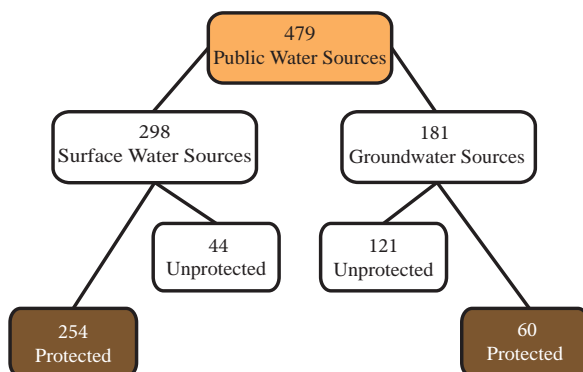 479
Public Water Sources
298
Surface Water Sources
181
Groundwater Sources
44
Unprotected
121
Unprotected
254
Protected
60
Protected